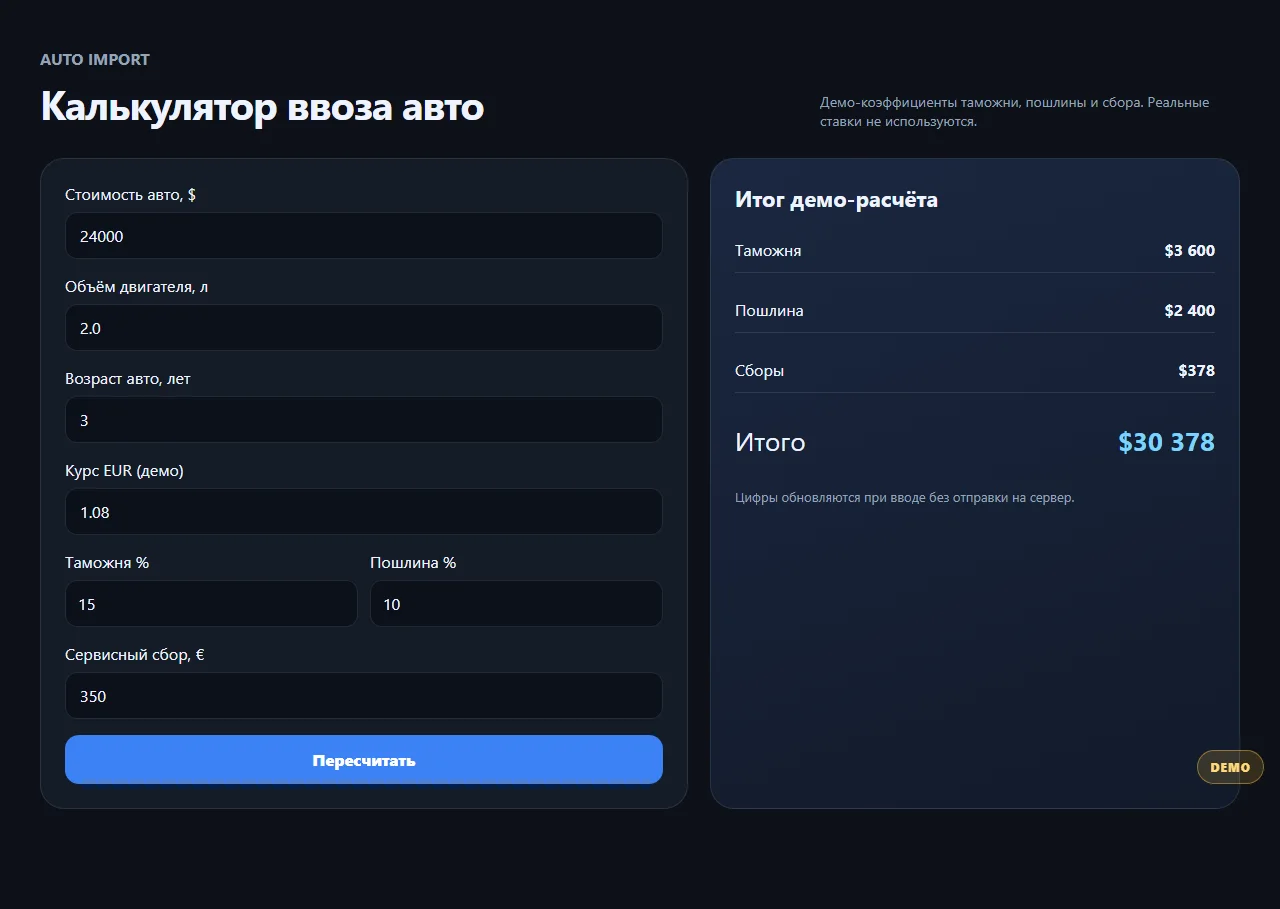 AUTO IMPORT
Калькулятор ввоза авто
Демо-коэффициенты таможни, пошлины и сбора. Реальные
ставки не используются.
Стоимость авто, $
24000
Объём двигателя, л
2.0
Возраст авто, лет
3
Курс EUR (демо)
1.08
Таможня %
Пошлина %
15
10
Сервисный сбор, €
350
Пересчитать
Итог демо-расчёта
Таможня $3 600
Пошлина $2 400
Сборы $378
Итого $30 378
Цифры обновляются при вводе без отправки на сервер.
DEMO